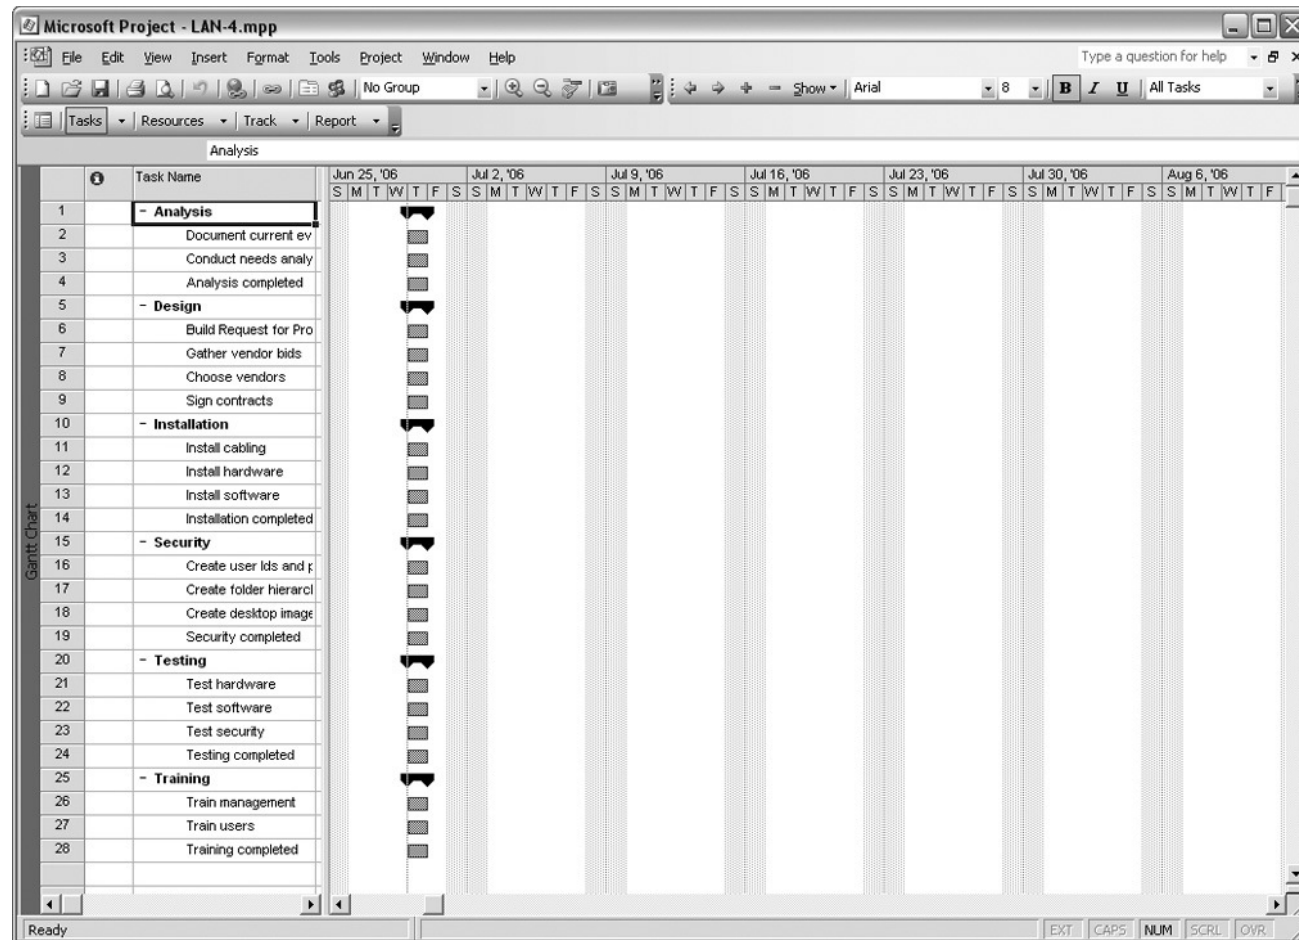 Microsoft Project - LAN-4.mpp
File Edit View Insert Format Tools Project Window Help Type a question for help
No Group Show Arial 8 B I U All Tasks
Tasks Resources Track Report
Analysis
Task Name Jun 25, '06 Jul 2, '06 Jul 9, '06 Jul 16, '06 Jul 23, '06 Jul 30, '06 Aug 6, '06
S M T W T F S S M T W T F S S M T W T F S S M T W T F S S M T W T F S S M T W T F S S M T W T F
1 - Analysis
2 Document current ev
3 Conduct needs analy
4 Analysis completed
5 - Design
6 Build Request for Pro
7 Gather vendor bids
8 Choose vendors
9 Sign contracts
10 - Installation
11 Install cabling
12 Install hardware
13 Install software
14 Installation completed
15 - Security
16 Create user Ids and p
17 Create folder hierarcl
18 Create desktop image
19 Security completed
20 - Testing
21 Test hardware
22 Test software
23 Test security
24 Testing completed
25 - Training
26 Train management
27 Train users
28 Training completed
Gantt Chart
Ready EXT CAPS NUM SCRL OVR